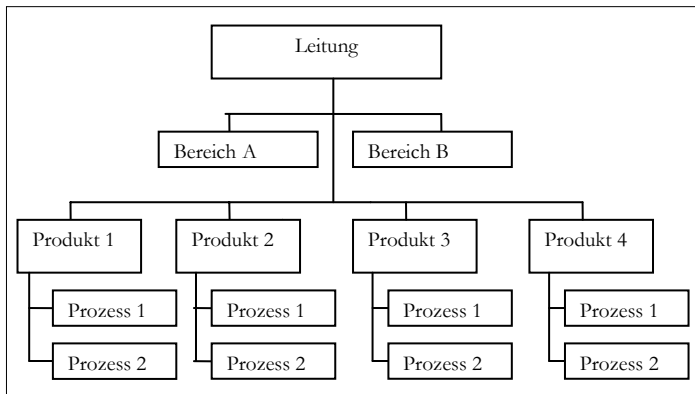 Leitung
Bereich A
Bereich B
Produkt 1
Produkt 2
Produkt 3
Produkt 4
Prozess 1
Prozess 1
Prozess 1
Prozess 1
Prozess 2
Prozess 2
Prozess 2
Prozess 2